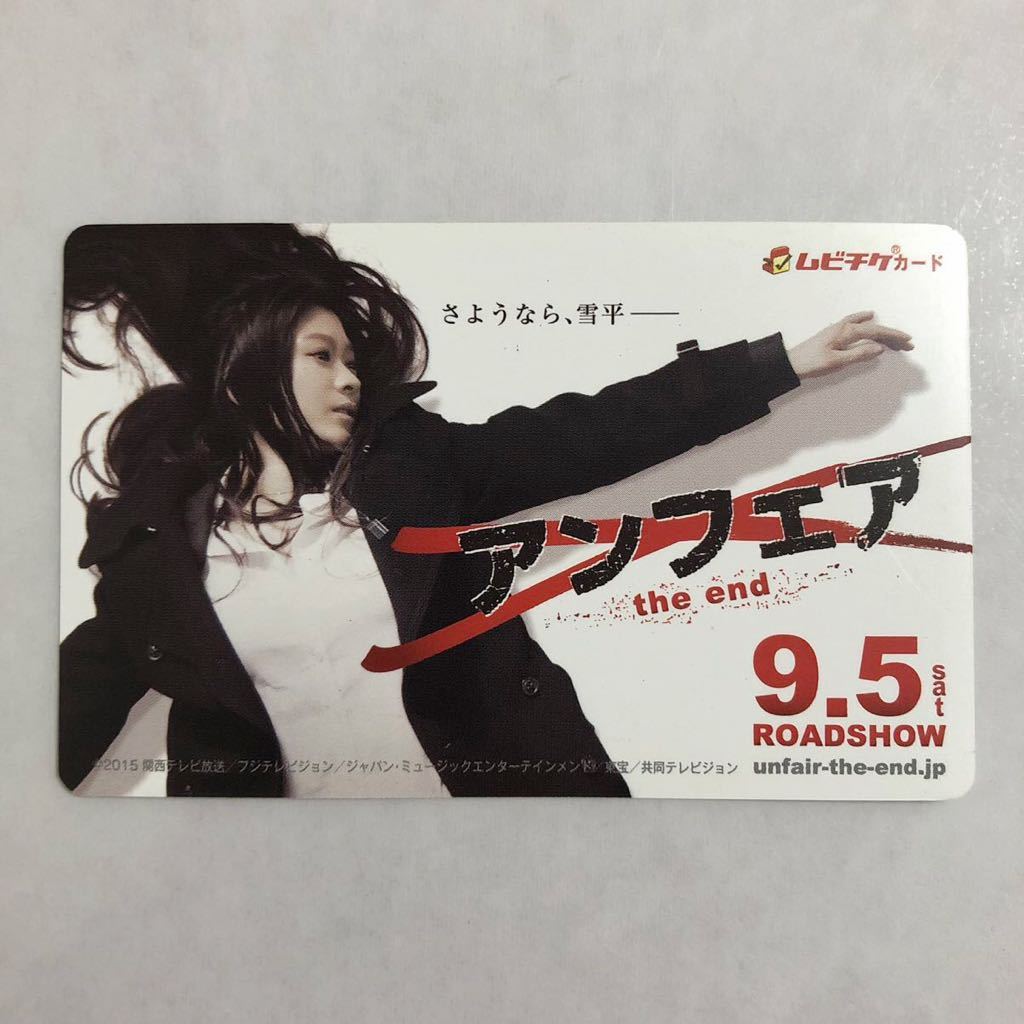 ムビチケ®カード
さようなら、雪平――
アンフェア
the end
9.5 sat
ROADSHOW
©2015 関西テレビ放送／フジテレビジョン／ジャパン・ミュージックエンターテインメント／東宝／共同テレビジョン
unfair-the-end.jp